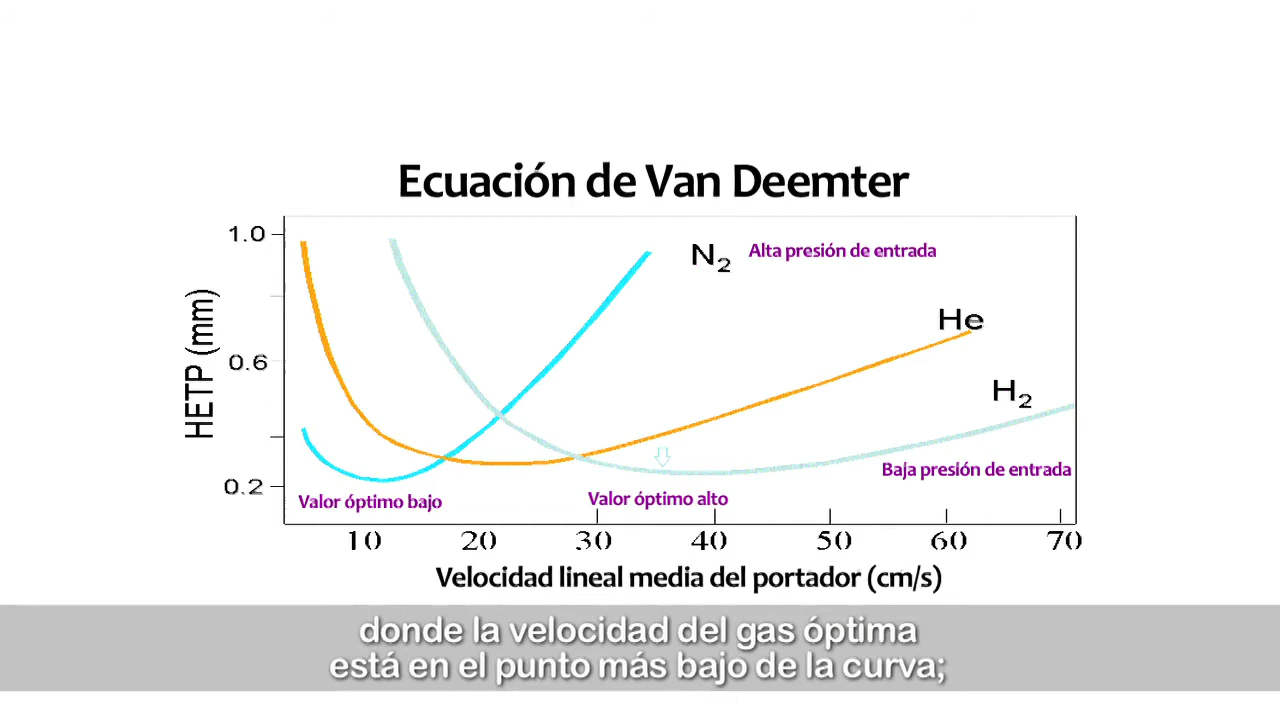 Ecuación de Van Deemter
1.0
N2 Alta presión de entrada
He
HETP (mm)
0.6
H2
Baja presión de entrada
0.2
Valor óptimo bajo
Valor óptimo alto
10 20 30 40 50 60 70
Velocidad lineal media del portador (cm/s)
donde la velocidad del gas óptima
está en el punto más bajo de la curva;